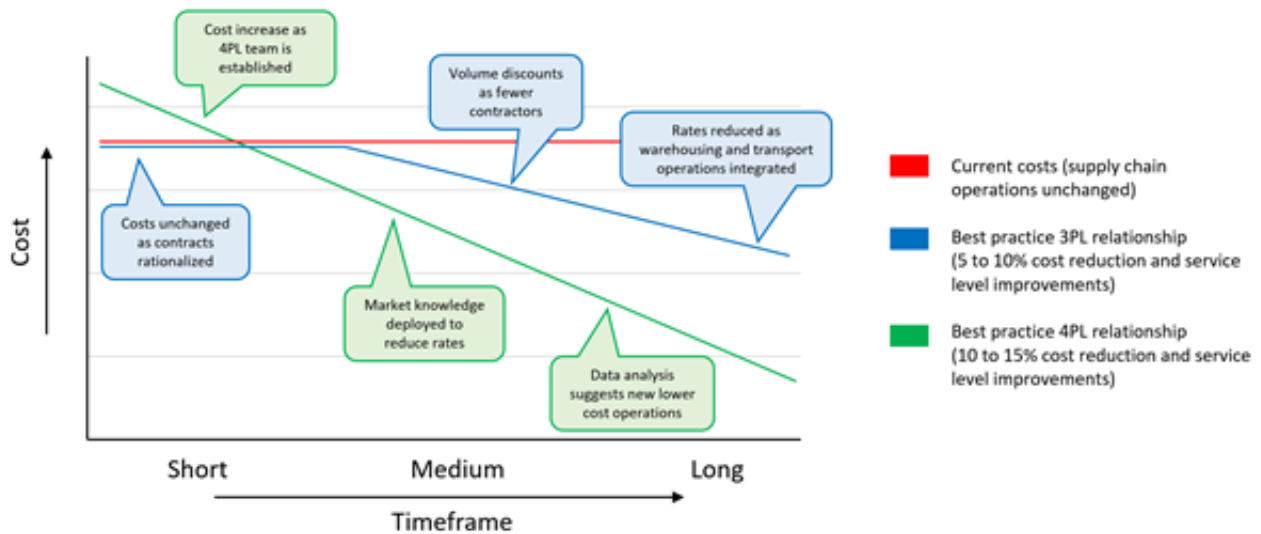 Cost increase as
4PL team is
established
Volume discounts
as fewer
contractors
Rates reduced as
warehousing and transport
operations integrated
Costs unchanged
as contracts
rationalized
Market knowledge
deployed to
reduce rates
Data analysis
suggests new lower
cost operations
Cost
Short
Medium
Long
Timeframe
Current costs (supply chain
operations unchanged)
Best practice 3PL relationship
(5 to 10% cost reduction and service
level improvements)
Best practice 4PL relationship
(10 to 15% cost reduction and service
level improvements)